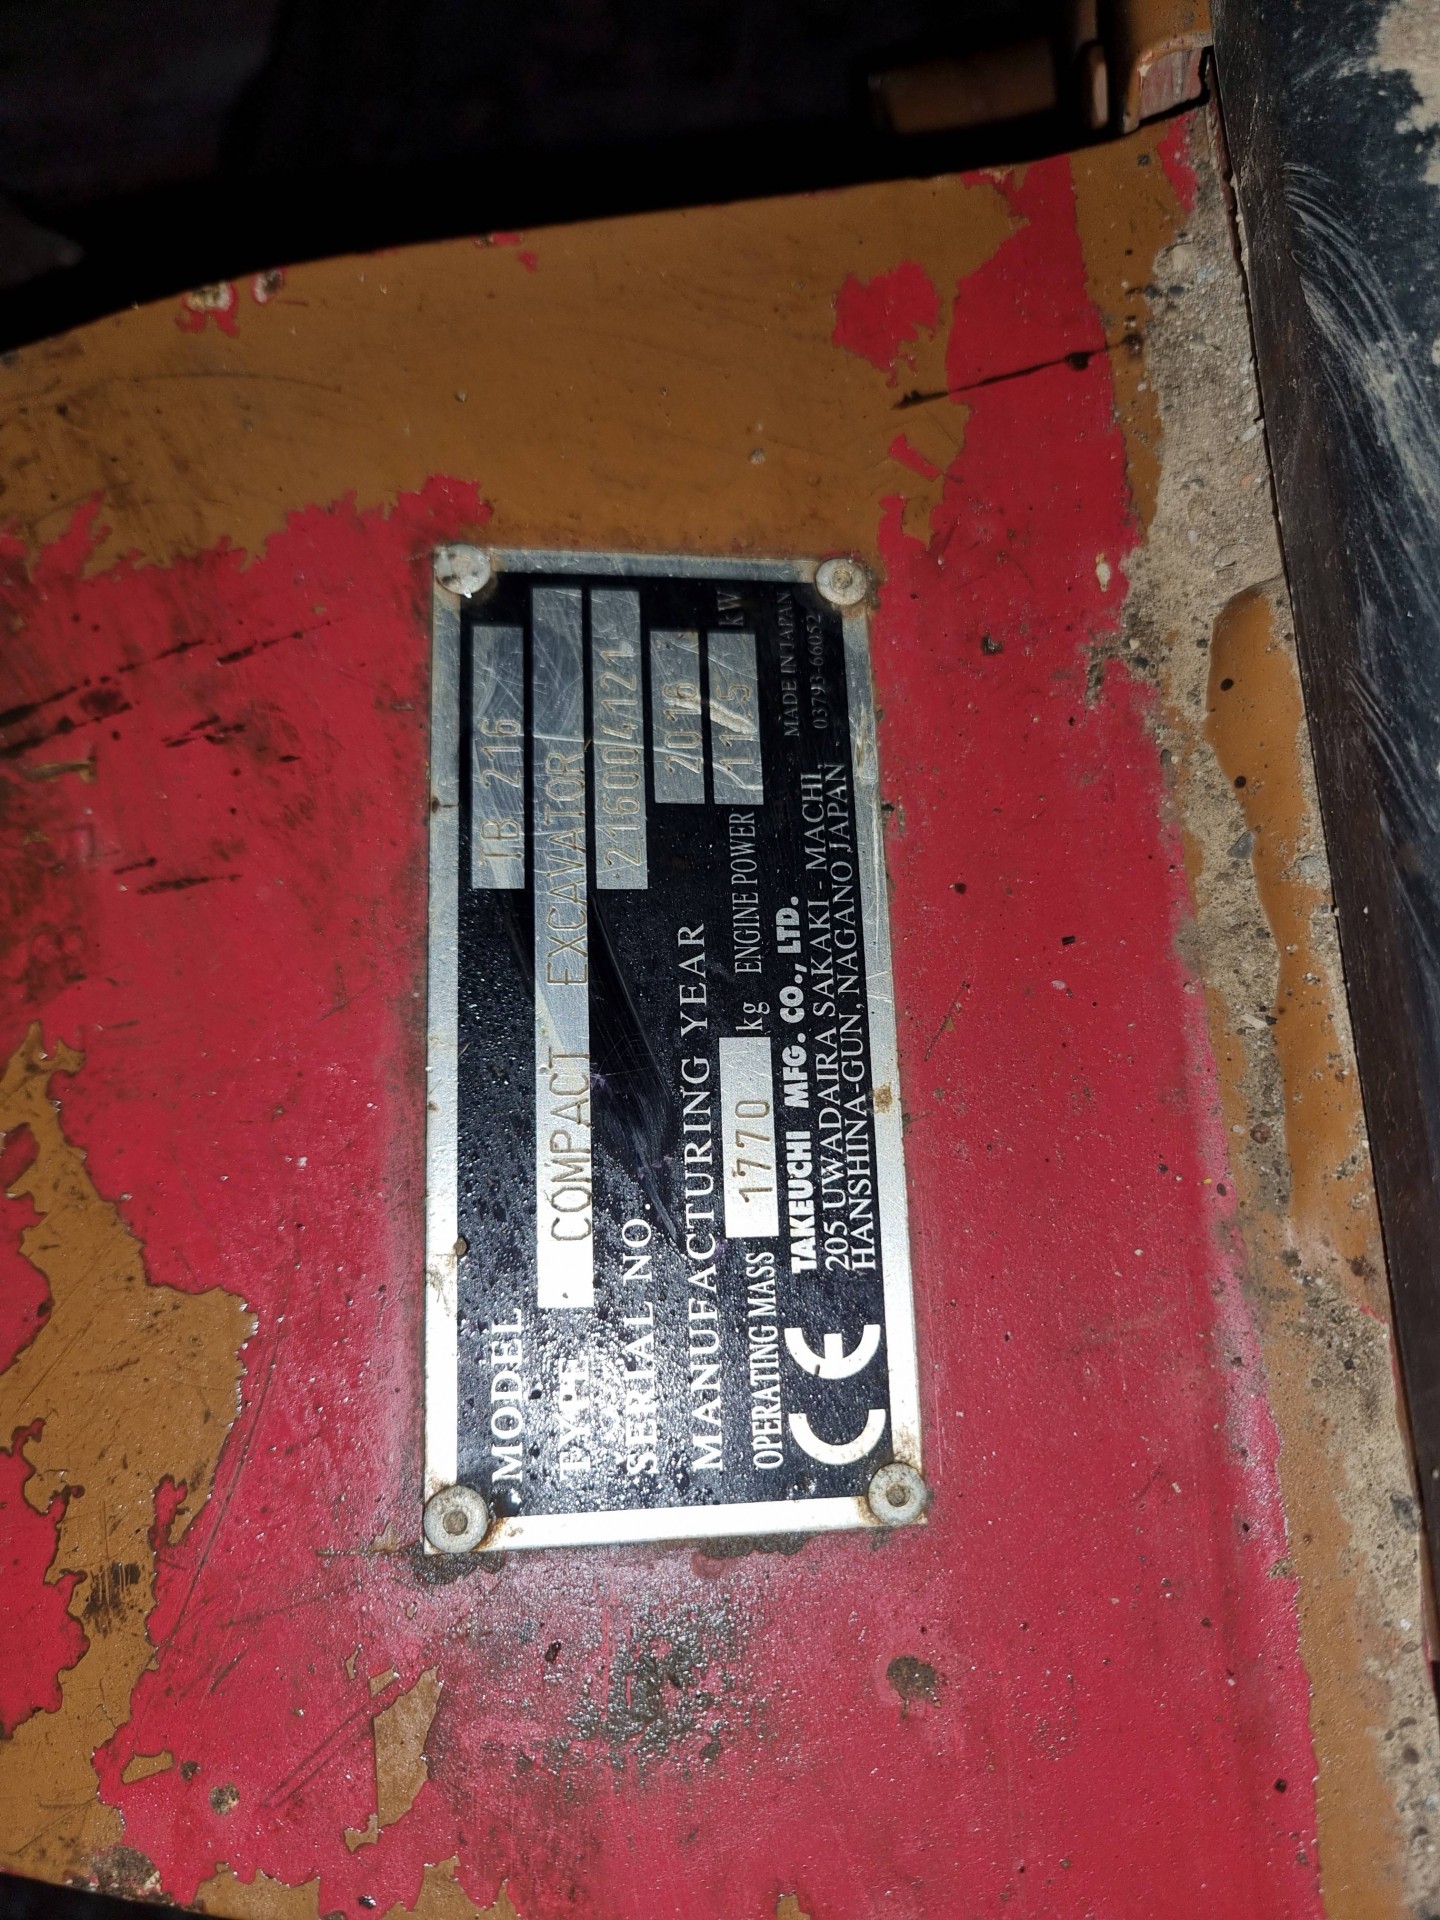 MODEL TB 216
TYPE COMPACT EXCAVATOR
SERIAL NO. 216004121
MANUFACTURING YEAR 2016
OPERATING MASS 1770 kg ENGINE POWER 11/5 kW
TAKEUCHI MFG. CO., LTD. MADE IN JAPAN
205 UWADAIRA SAKAKI-MACHI, 03793-66052
HANSHINA-GUN, NAGANO JAPAN
CE